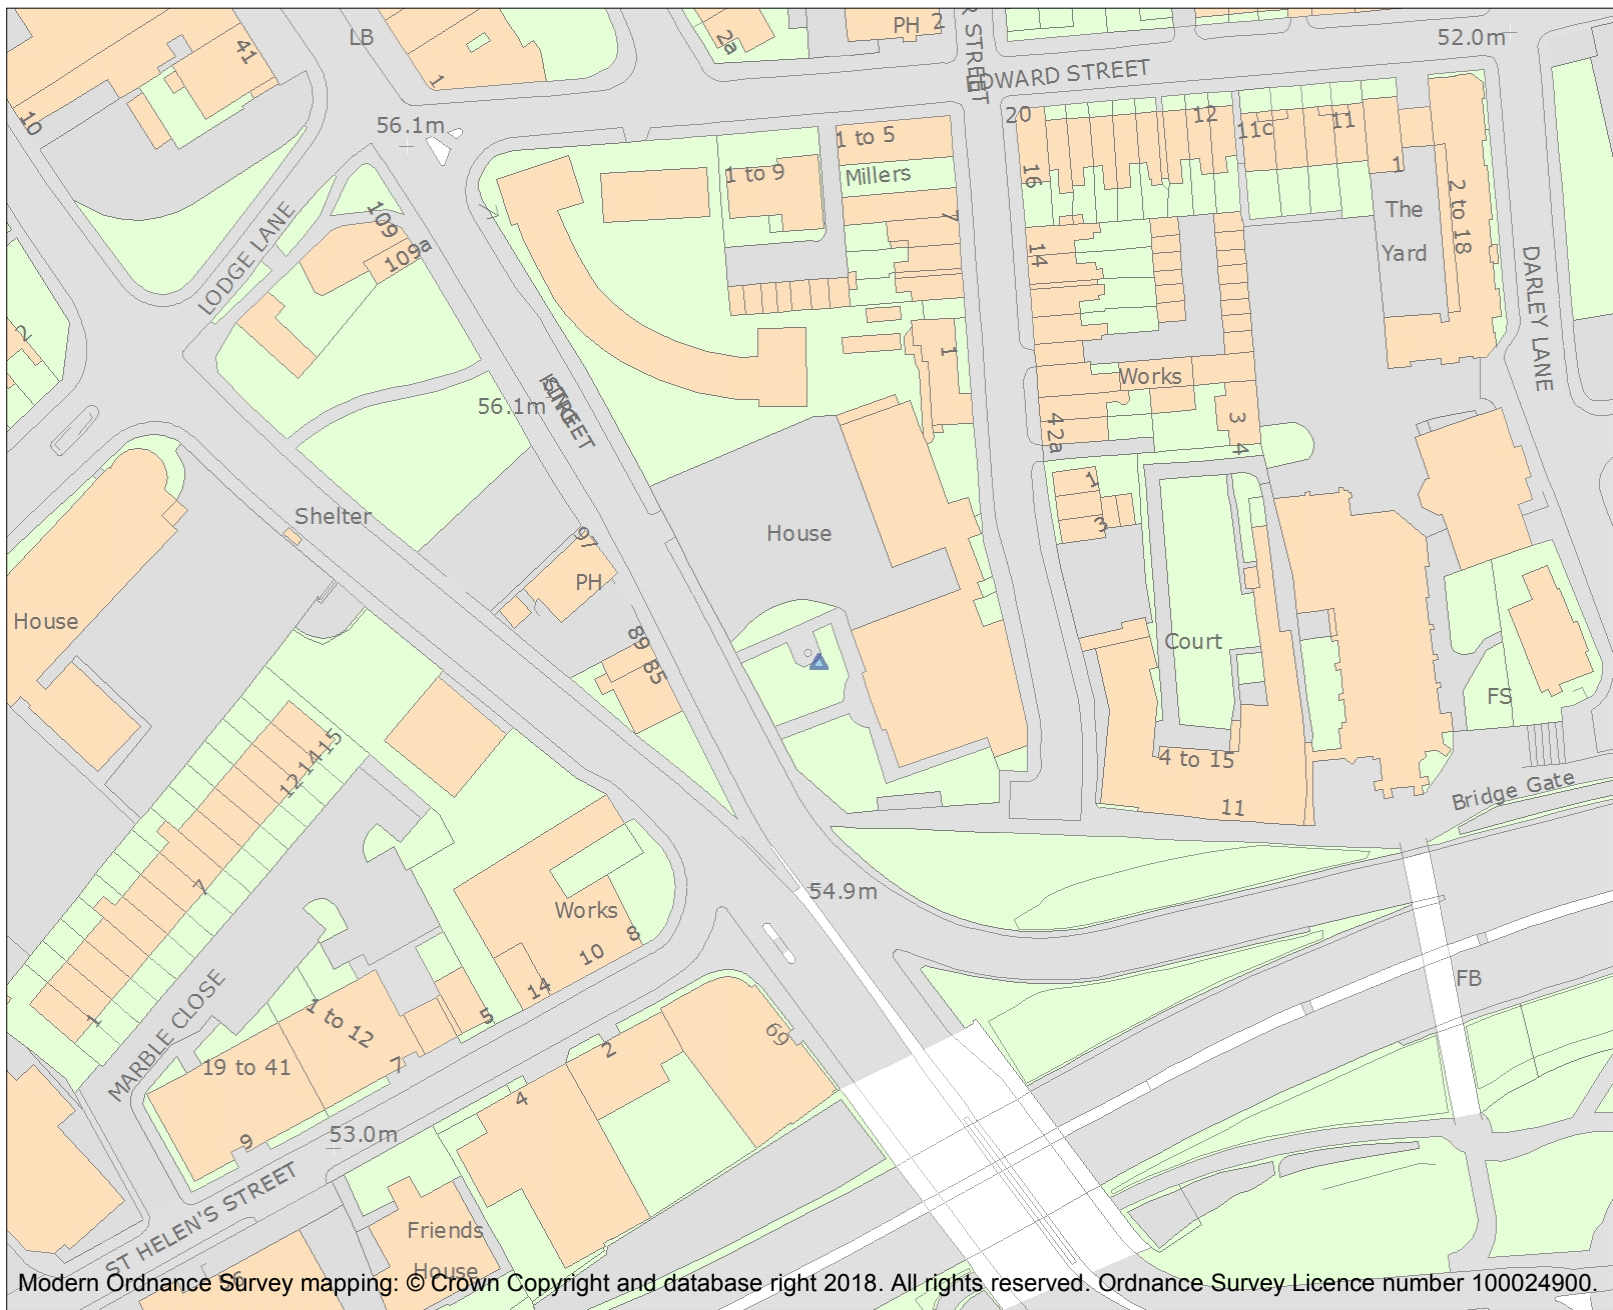 LB
41
1
2a
PH
2
52.0m
R STREET
EDWARD STREET
10
56.1m
1 to 5
20
12
11c
11
1 to 9
Millers
16
1
2 to 18
The
Yard
109
109a
7
14
LODGE LANE
DARLEY LANE
2
56.1m
STREET
1
Works
42a
3
4
Shelter
97
House
1
3
PH
House
89
85
Court
FS
15
14
12
4 to 15
11
Bridge Gate
7
54.9m
Works
8
10
14
FB
5
1
MARBLE CLOSE
1 to 12
19 to 41
7
2
69
4
9
53.0m
ST HELEN'S STREET
Friends
House
16
Modern Ordnance Survey mapping: © Crown Copyright and database right 2018. All rights reserved. Ordnance Survey Licence number 100024900.